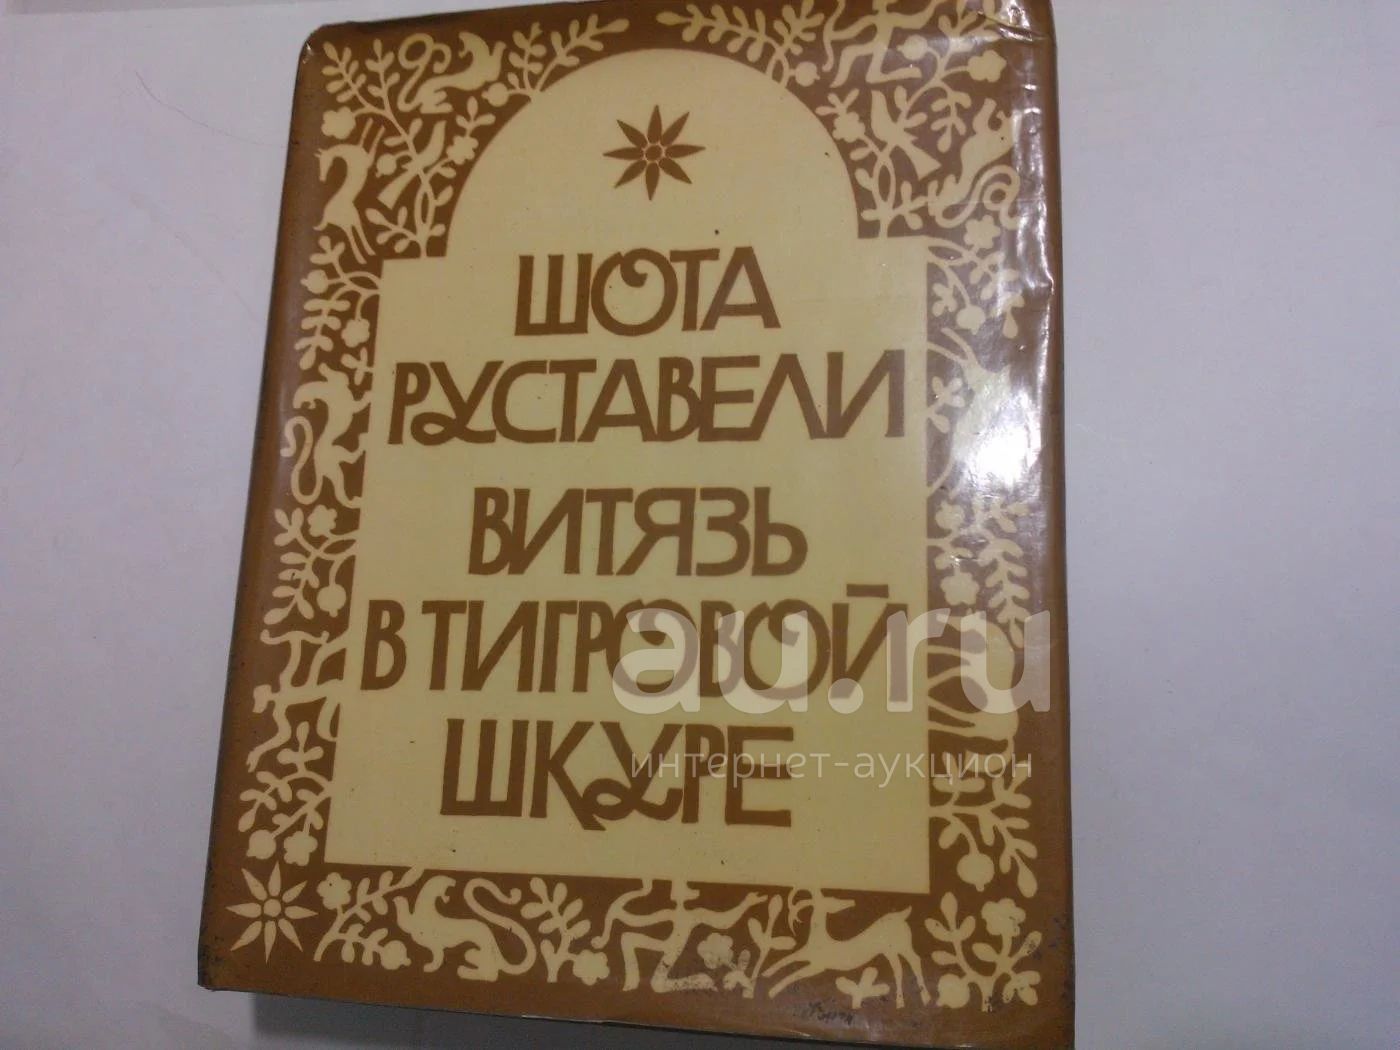 ШОТА
РУСТАВЕЛИ
ВИТЯЗЬ
В ТИГРОВОЙ
ШКУРЕ
au.ru
интернет-аукцион